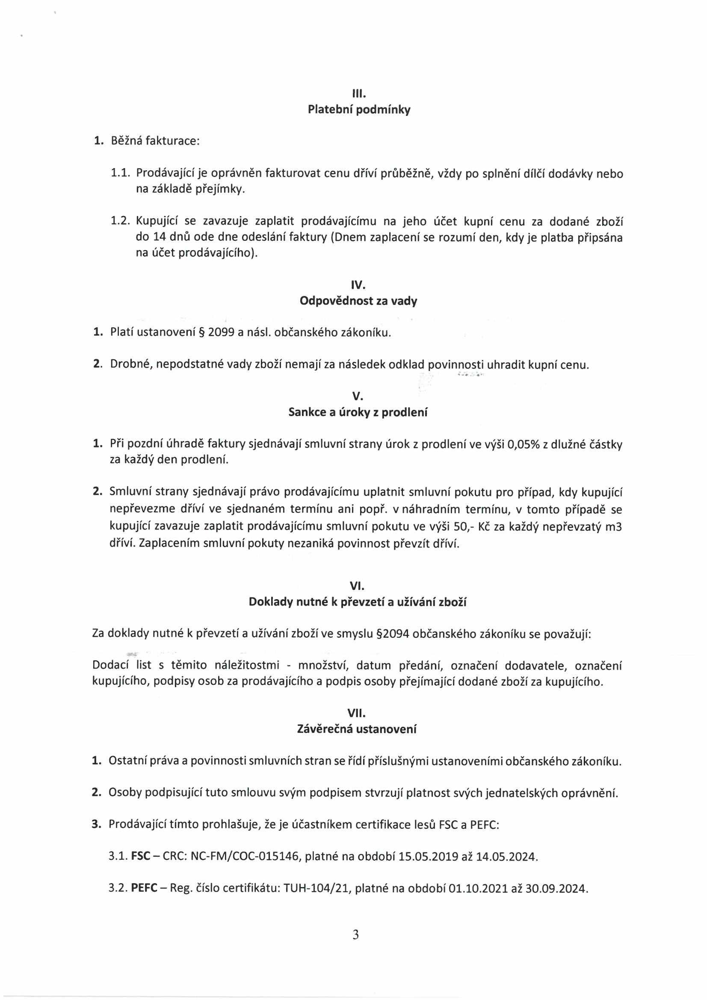 III.
Platební podmínky
1. Běžná fakturace:
1.1. Prodávající je oprávněn fakturovat cenu dříví průběžně, vždy po splnění dílčí dodávky nebo
na základě přejímky.
1.2. Kupující se zavazuje zaplatit prodávajícímu na jeho účet kupní cenu za dodané zboží
do 14 dnů ode dne odeslání faktury (Dnem zaplacení se rozumí den, kdy je platba připsána
na účet prodávajícího).
IV.
Odpovědnost za vady
1. Platí ustanovení § 2099 a násl. občanského zákoníku.
2. Drobné, nepodstatné vady zboží nemají za následek odklad povinnosti uhradit kupní cenu.
V.
Sankce a úroky z prodlení
1. Při pozdní úhradě faktury sjednávají smluvní strany úrok z prodlení ve výši 0,05% z dlužné částky
za každý den prodlení.
2. Smluvní strany sjednávají právo prodávajícímu uplatnit smluvní pokutu pro případ, kdy kupující
nepřevezme dříví ve sjednaném termínu ani popř. v náhradním termínu, v tomto případě se
kupující zavazuje zaplatit prodávajícímu smluvní pokutu ve výši 50,- Kč za každý nepřevzatý m3
dříví. Zaplacením smluvní pokuty nezaniká povinnost převzít dříví.
VI.
Doklady nutné k převzetí a užívání zboží
Za doklady nutné k převzetí a užívání zboží ve smyslu §2094 občanského zákoníku se považují:
Dodací list s těmito náležitostmi - množství, datum předání, označení dodavatele, označení
kupujícího, podpisy osob za prodávajícího a podpis osoby přejímající dodané zboží za kupujícího.
VII.
Závěrečná ustanovení
1. Ostatní práva a povinnosti smluvních stran se řídí příslušnými ustanoveními občanského zákoníku.
2. Osoby podpisující tuto smlouvu svým podpisem stvrzují platnost svých jednatelských oprávnění.
3. Prodávající tímto prohlašuje, že je účastníkem certifikace lesů FSC a PEFC:
3.1. FSC – CRC: NC-FM/COC-015146, platné na období 15.05.2019 až 14.05.2024.
3.2. PEFC – Reg. číslo certifikátu: TUH-104/21, platné na období 01.10.2021 až 30.09.2024.
3